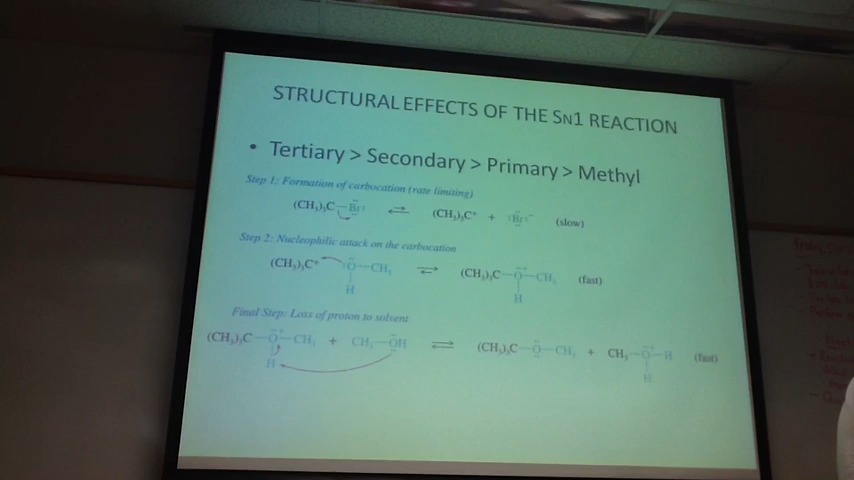 STRUCTURAL EFFECTS OF THE SN1 REACTION
• Tertiary > Secondary > Primary > Methyl
Step 1: Formation of carbocation (rate limiting)
(CH₃)₃C—Br ⇌ (CH₃)₃C⁺ + :Br:⁻ (slow)
Step 2: Nucleophilic attack on the carbocation
(CH₃)₃C⁺ :O—CH₃ ⇌ (CH₃)₃C—O⁺—CH₃ (fast)
H H
Final Step: Loss of proton to solvent
(CH₃)₃C—O⁺—CH₃ + CH₃—OH ⇌ (CH₃)₃C—O—CH₃ + CH₃—O⁺—H (fast)
H H